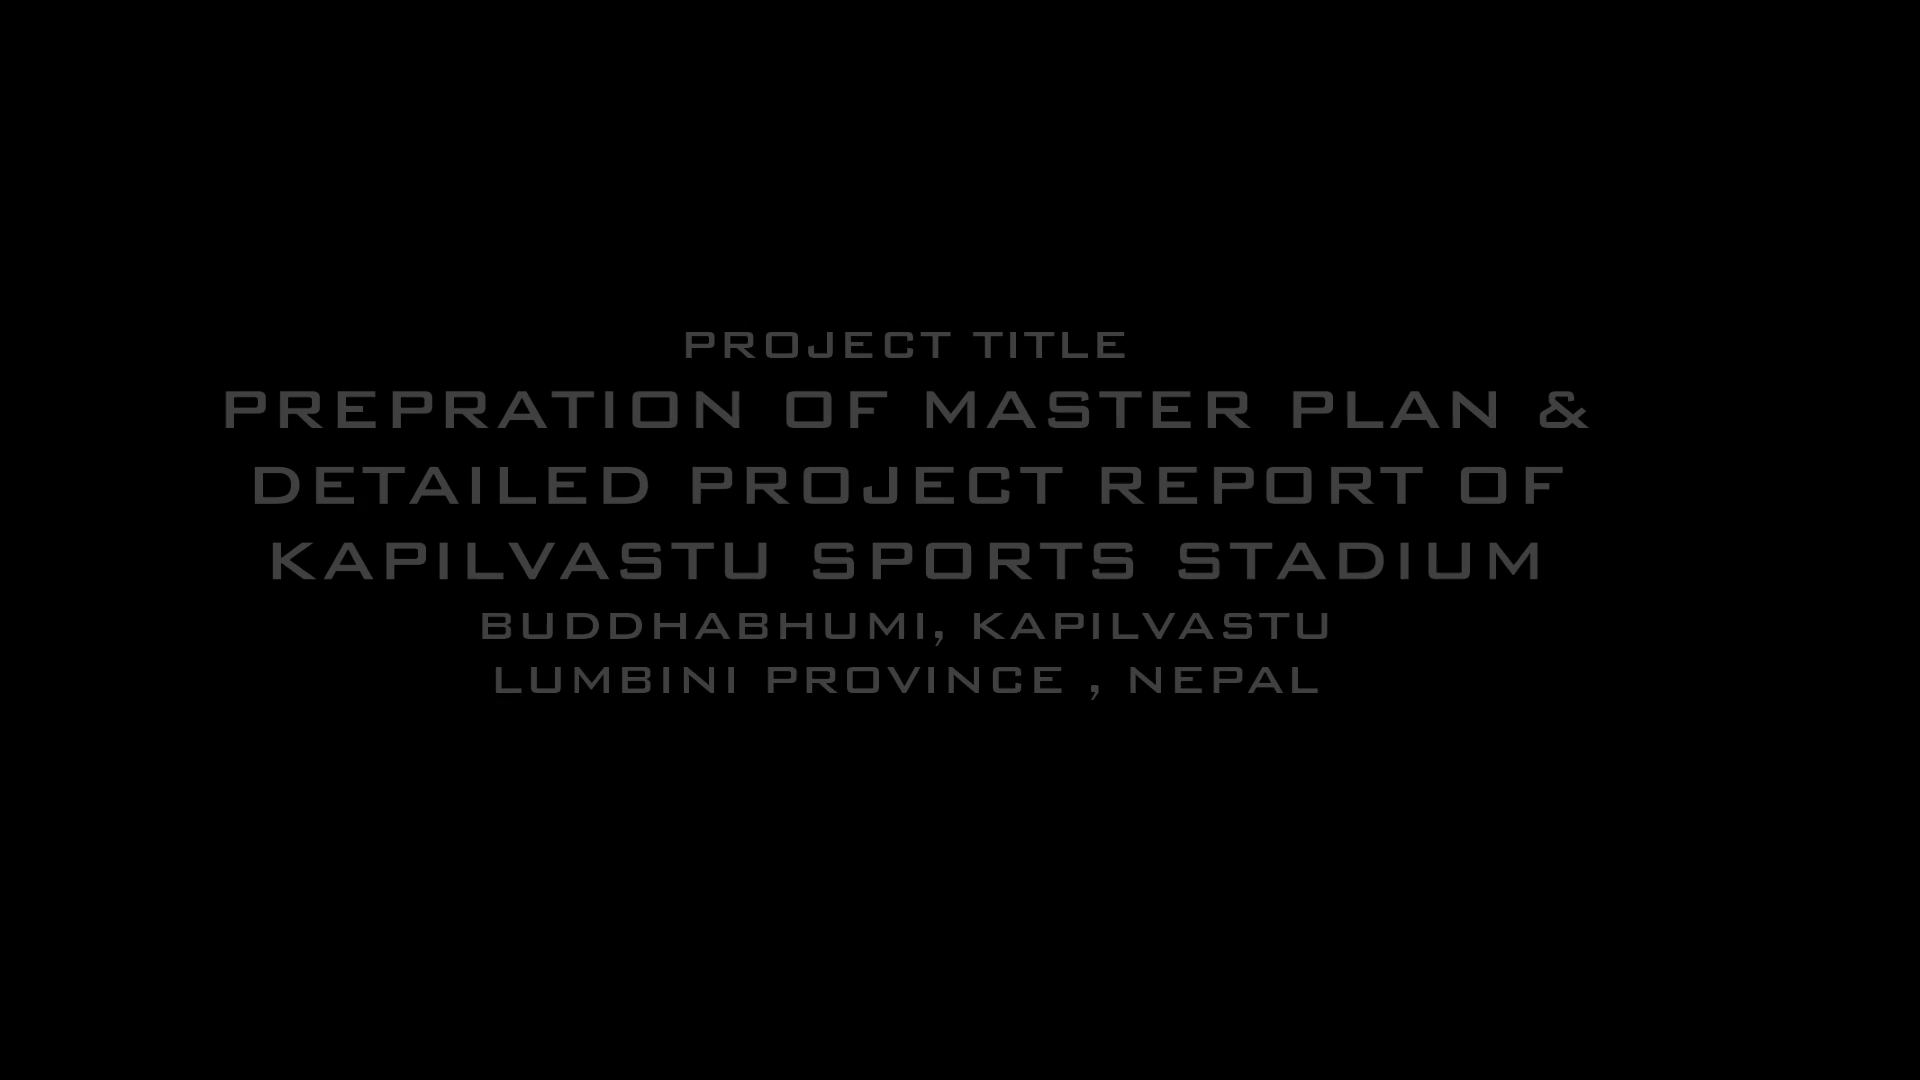 PROJECT TITLE
PREPRATION OF MASTER PLAN &
DETAILED PROJECT REPORT OF
KAPILVASTU SPORTS STADIUM
BUDDHABHUMI, KAPILVASTU
LUMBINI PROVINCE , NEPAL